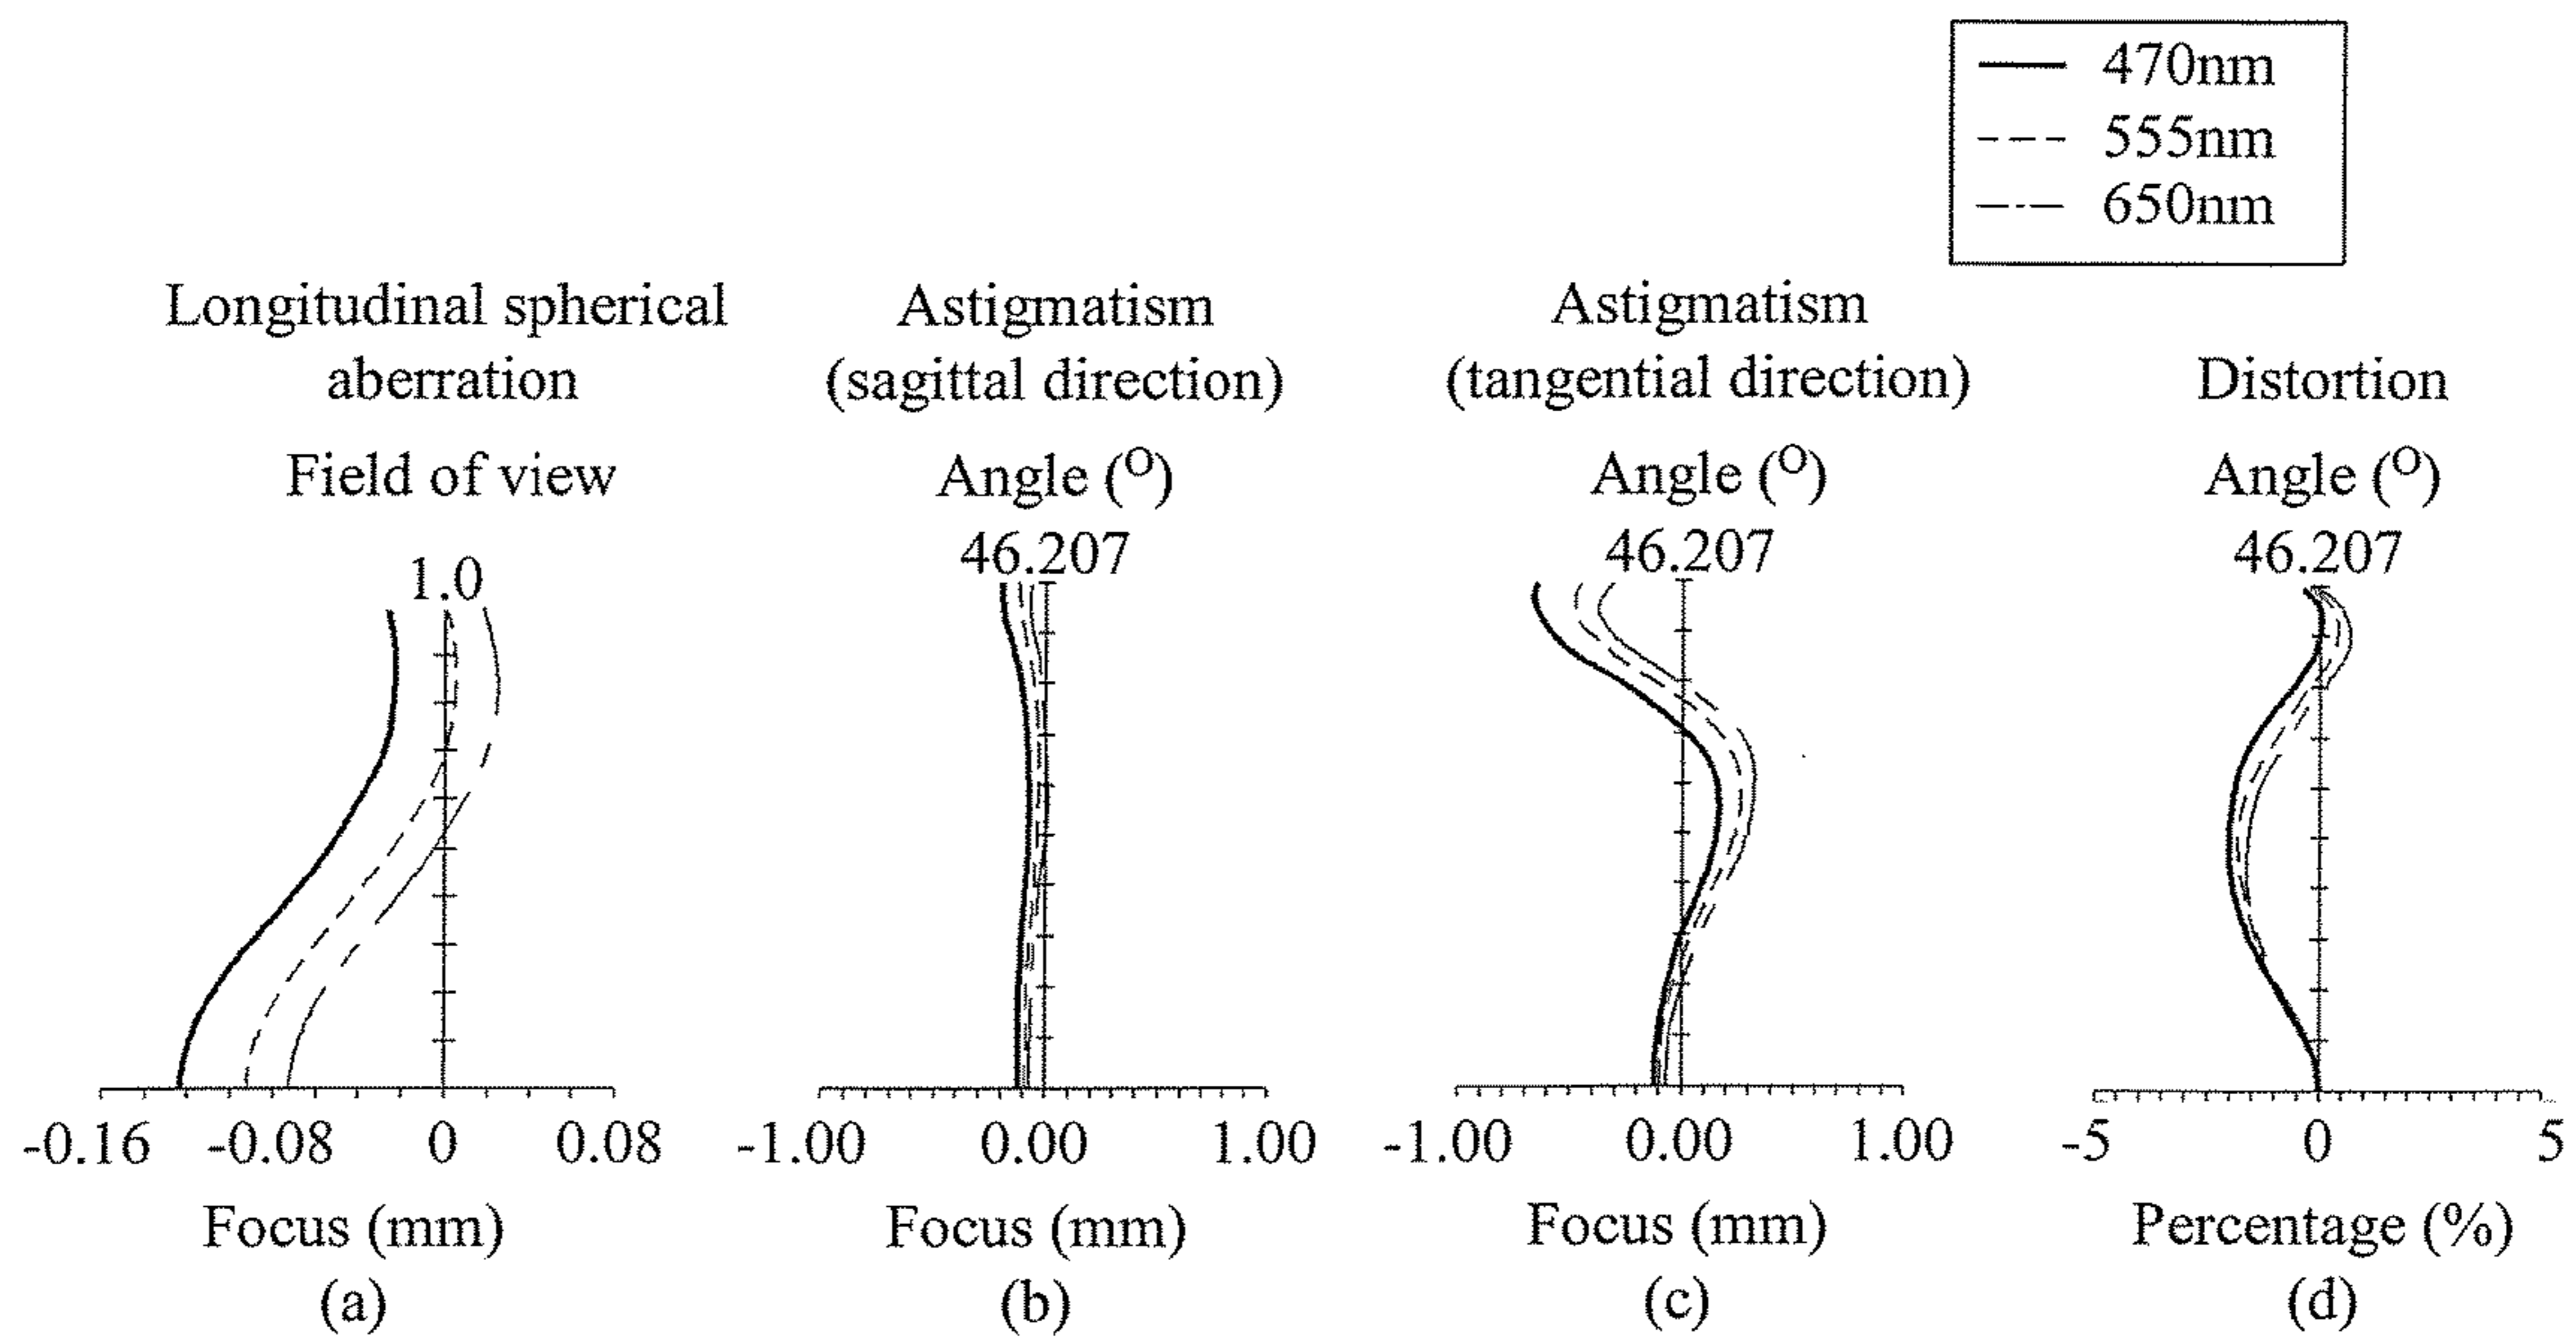 470nm
555nm
650nm
Longitudinal spherical
aberration
Field of view
1.0
-0.16 -0.08 0 0.08
Focus (mm)
(a)
Astigmatism
(sagittal direction)
Angle (O)
46.207
-1.00 0.00 1.00
Focus (mm)
(b)
Astigmatism
(tangential direction)
Angle (O)
46.207
-1.00 0.00 1.00
Focus (mm)
(c)
Distortion
Angle (O)
46.207
-5 0 5
Percentage (%)
(d)